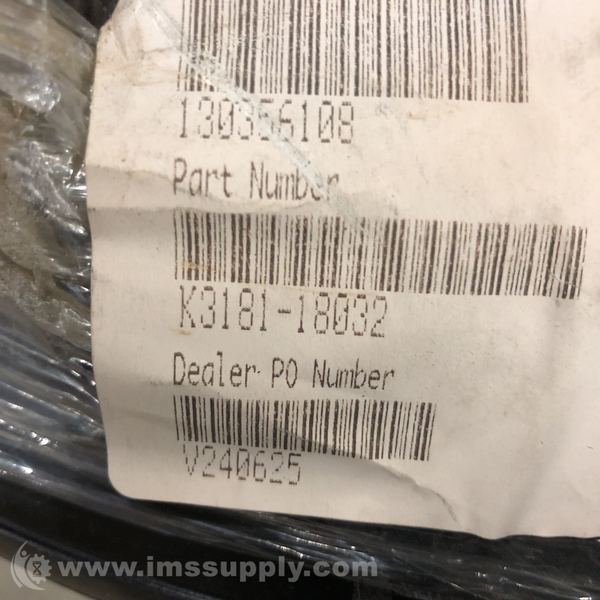 130356108
Part Number
K3181-18032
Dealer PO Number
V240625
www.imssupply.com